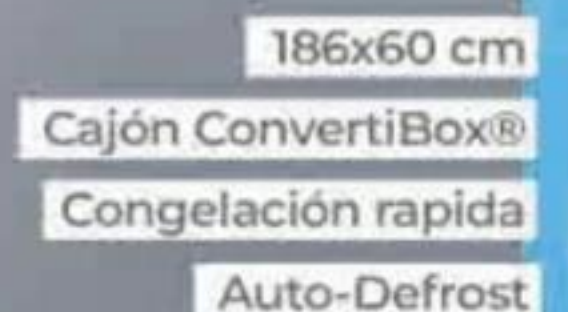 186x60 cm
Cajón ConvertiBox®
Congelación rapida
Auto-Defrost